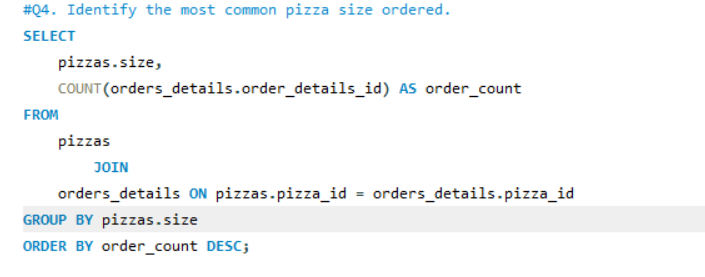 #Q4. Identify the most common pizza size ordered.
SELECT
pizzas.size,
COUNT(orders_details.order_details_id) AS order_count
FROM
pizzas
JOIN
orders_details ON pizzas.pizza_id = orders_details.pizza_id
GROUP BY pizzas.size
ORDER BY order_count DESC;